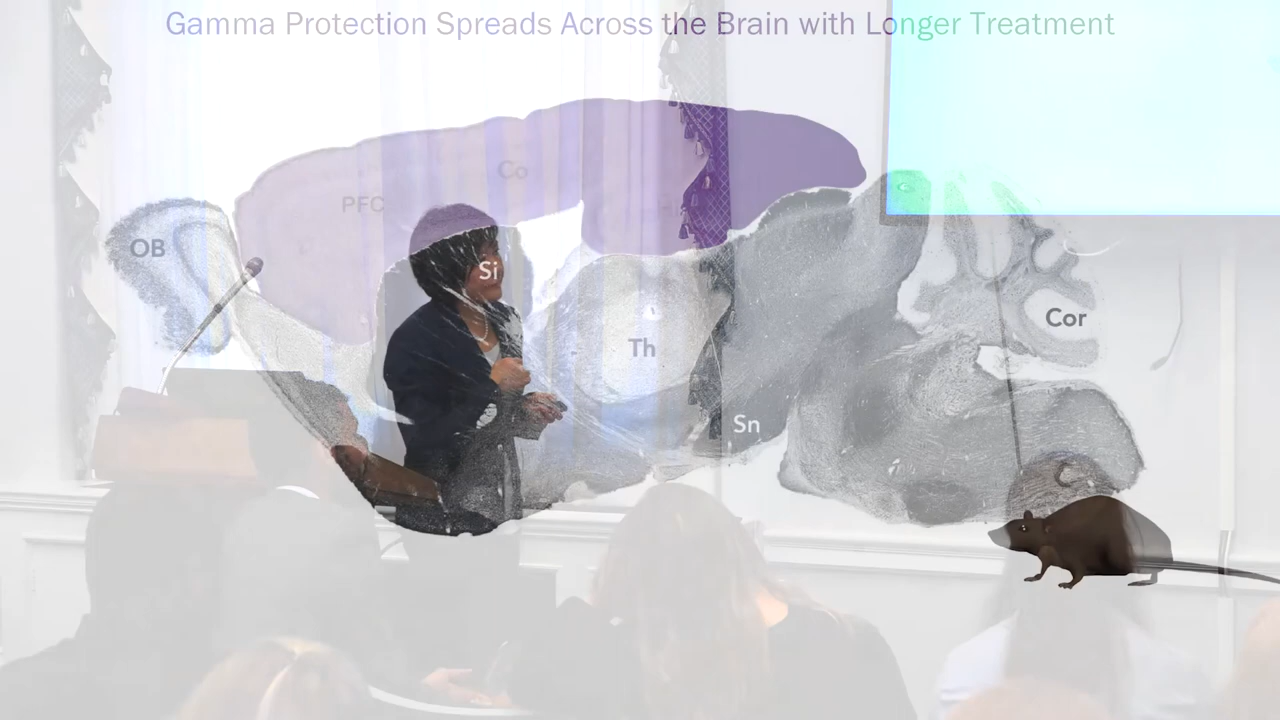 Gamma Protection Spreads Across the Brain with Longer Treatment
Co
PFC
OB
Si
Cor
Th
Sn